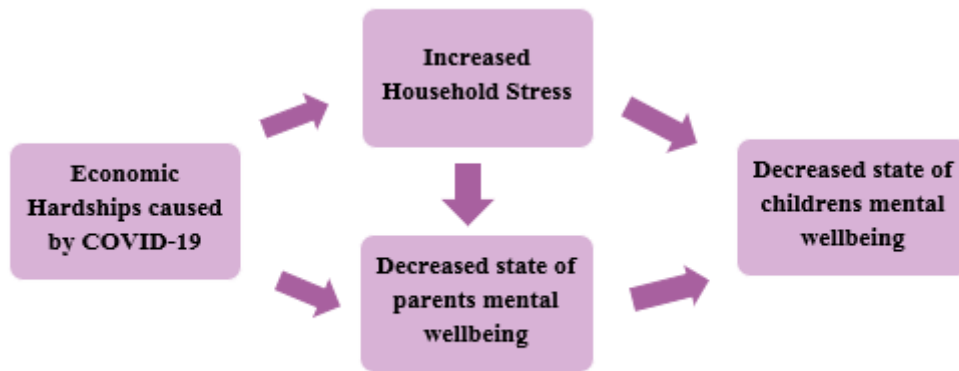 Increased
Household Stress
Economic
Hardships caused
by COVID-19
Decreased state of
childrens mental
wellbeing
Decreased state of
parents mental
wellbeing